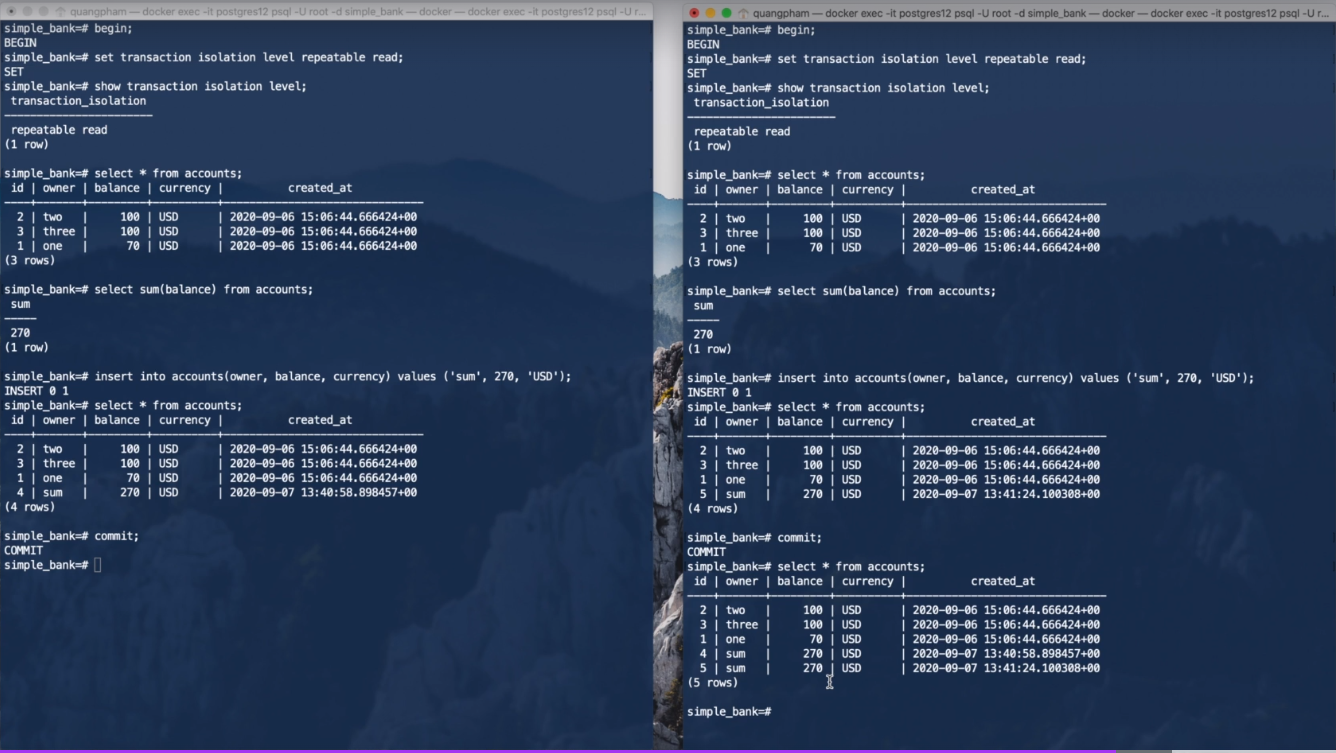 quangpham — docker exec -it postgres12 psql -U root -d simple_bank — docker — docker exec -it postgres12 psql -U r...
simple_bank=# begin;
BEGIN
simple_bank=# set transaction isolation level repeatable read;
SET
simple_bank=# show transaction isolation level;
transaction_isolation
-----------------------
repeatable read
(1 row)
simple_bank=# select * from accounts;
id | owner | balance | currency | created_at
----+-------+---------+----------+-------------------------------
2 | two | 100 | USD | 2020-09-06 15:06:44.666424+00
3 | three | 100 | USD | 2020-09-06 15:06:44.666424+00
1 | one | 70 | USD | 2020-09-06 15:06:44.666424+00
(3 rows)
simple_bank=# select sum(balance) from accounts;
sum
-----
270
(1 row)
simple_bank=# insert into accounts(owner, balance, currency) values ('sum', 270, 'USD');
INSERT 0 1
simple_bank=# select * from accounts;
id | owner | balance | currency | created_at
----+-------+---------+----------+-------------------------------
2 | two | 100 | USD | 2020-09-06 15:06:44.666424+00
3 | three | 100 | USD | 2020-09-06 15:06:44.666424+00
1 | one | 70 | USD | 2020-09-06 15:06:44.666424+00
4 | sum | 270 | USD | 2020-09-07 13:40:58.898457+00
(4 rows)
simple_bank=# commit;
COMMIT
simple_bank=#
quangpham — docker exec -it postgres12 psql -U root -d simple_bank — docker — docker exec -it postgres12 psql -U r...
simple_bank=# begin;
BEGIN
simple_bank=# set transaction isolation level repeatable read;
SET
simple_bank=# show transaction isolation level;
transaction_isolation
-----------------------
repeatable read
(1 row)
simple_bank=# select * from accounts;
id | owner | balance | currency | created_at
----+-------+---------+----------+-------------------------------
2 | two | 100 | USD | 2020-09-06 15:06:44.666424+00
3 | three | 100 | USD | 2020-09-06 15:06:44.666424+00
1 | one | 70 | USD | 2020-09-06 15:06:44.666424+00
(3 rows)
simple_bank=# select sum(balance) from accounts;
sum
-----
270
(1 row)
simple_bank=# insert into accounts(owner, balance, currency) values ('sum', 270, 'USD');
INSERT 0 1
simple_bank=# select * from accounts;
id | owner | balance | currency | created_at
----+-------+---------+----------+-------------------------------
2 | two | 100 | USD | 2020-09-06 15:06:44.666424+00
3 | three | 100 | USD | 2020-09-06 15:06:44.666424+00
1 | one | 70 | USD | 2020-09-06 15:06:44.666424+00
5 | sum | 270 | USD | 2020-09-07 13:41:24.100308+00
(4 rows)
simple_bank=# commit;
COMMIT
simple_bank=# select * from accounts;
id | owner | balance | currency | created_at
----+-------+---------+----------+-------------------------------
2 | two | 100 | USD | 2020-09-06 15:06:44.666424+00
3 | three | 100 | USD | 2020-09-06 15:06:44.666424+00
1 | one | 70 | USD | 2020-09-06 15:06:44.666424+00
4 | sum | 270 | USD | 2020-09-07 13:40:58.898457+00
5 | sum | 270 | USD | 2020-09-07 13:41:24.100308+00
(5 rows)
simple_bank=#